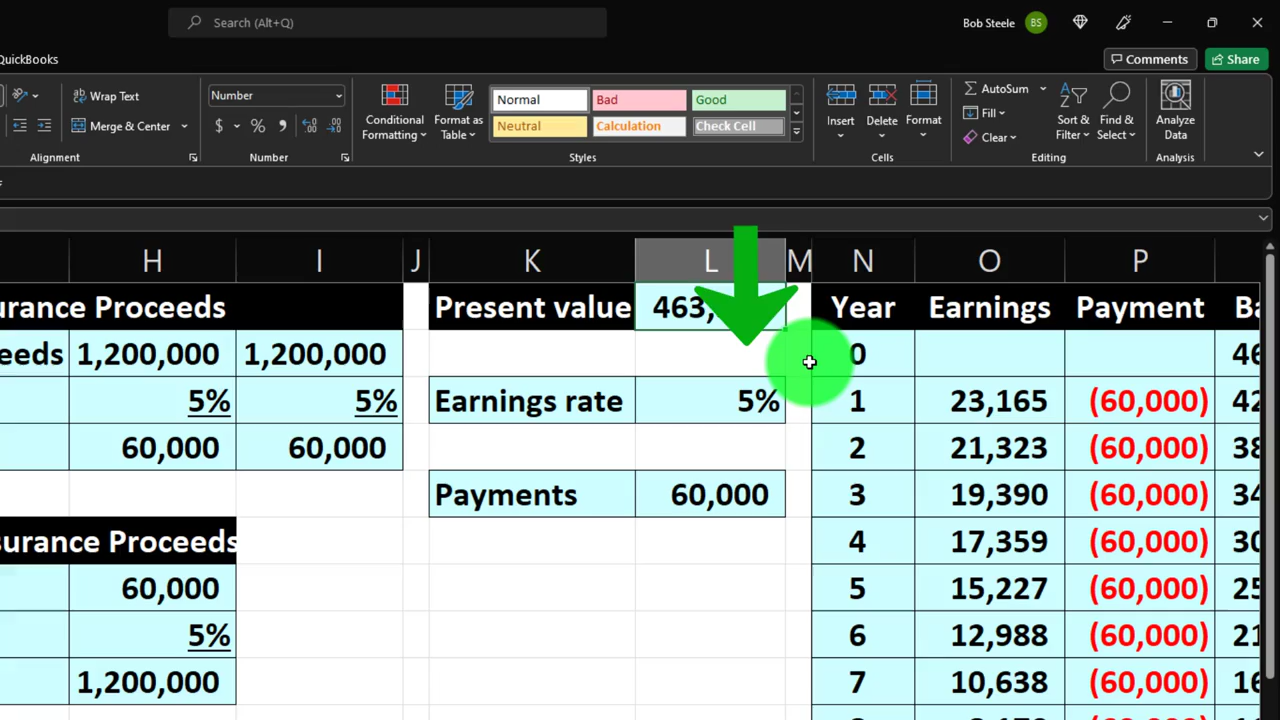 Search (Alt+Q)
Bob Steele BS
QuickBooks
Comments Share
Wrap Text
Merge & Center
Alignment
Number
$ %
Number
Conditional Formatting
Format as Table
Normal Bad Good
Neutral Calculation Check Cell
Styles
Insert Delete Format
Cells
AutoSum
Fill
Clear
Sort & Filter
Find & Select
Editing
Analyze Data
Analysis
H I J K L M N O P
Insurance Proceeds Present value 463, Year Earnings Payment
1,200,000 1,200,000 0
5% 5% Earnings rate 5% 1 23,165 (60,000)
60,000 60,000 2 21,323 (60,000)
Payments 60,000 3 19,390 (60,000)
Insurance Proceeds 4 17,359 (60,000)
60,000 5 15,227 (60,000)
5% 6 12,988 (60,000)
1,200,000 7 10,638 (60,000)